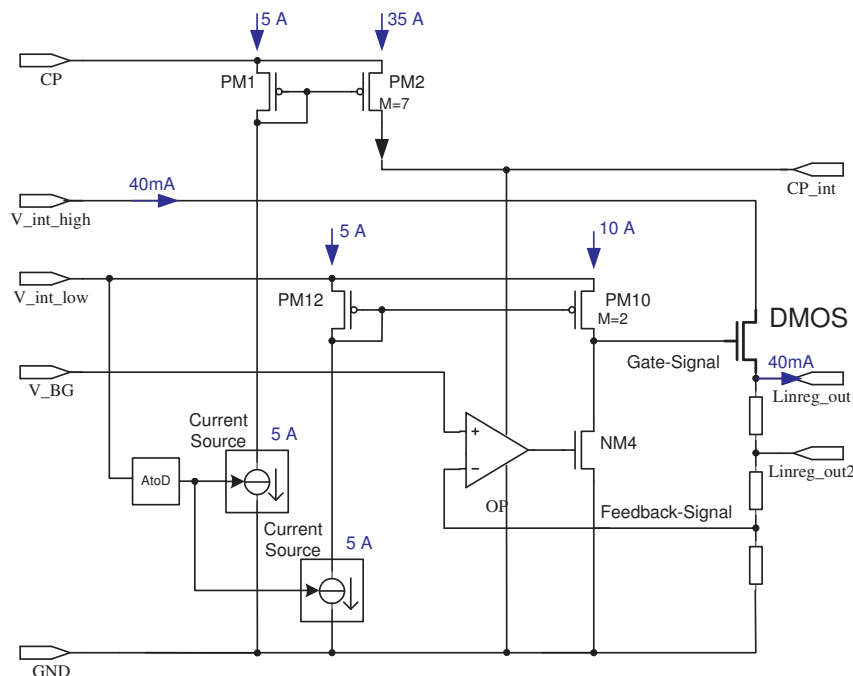 5 A
35 A
CP
PM1
PM2
M=7
40mA
CP_int
V_int_high
5 A
10 A
V_int_low
PM12
PM10
M=2
DMOS
Gate-Signal
40mA
V_BG
Linreg_out
Current
Source
5 A
+
NM4
AtoD
−
Linreg_out2
OP
Feedback-Signal
Current
Source
5 A
GND